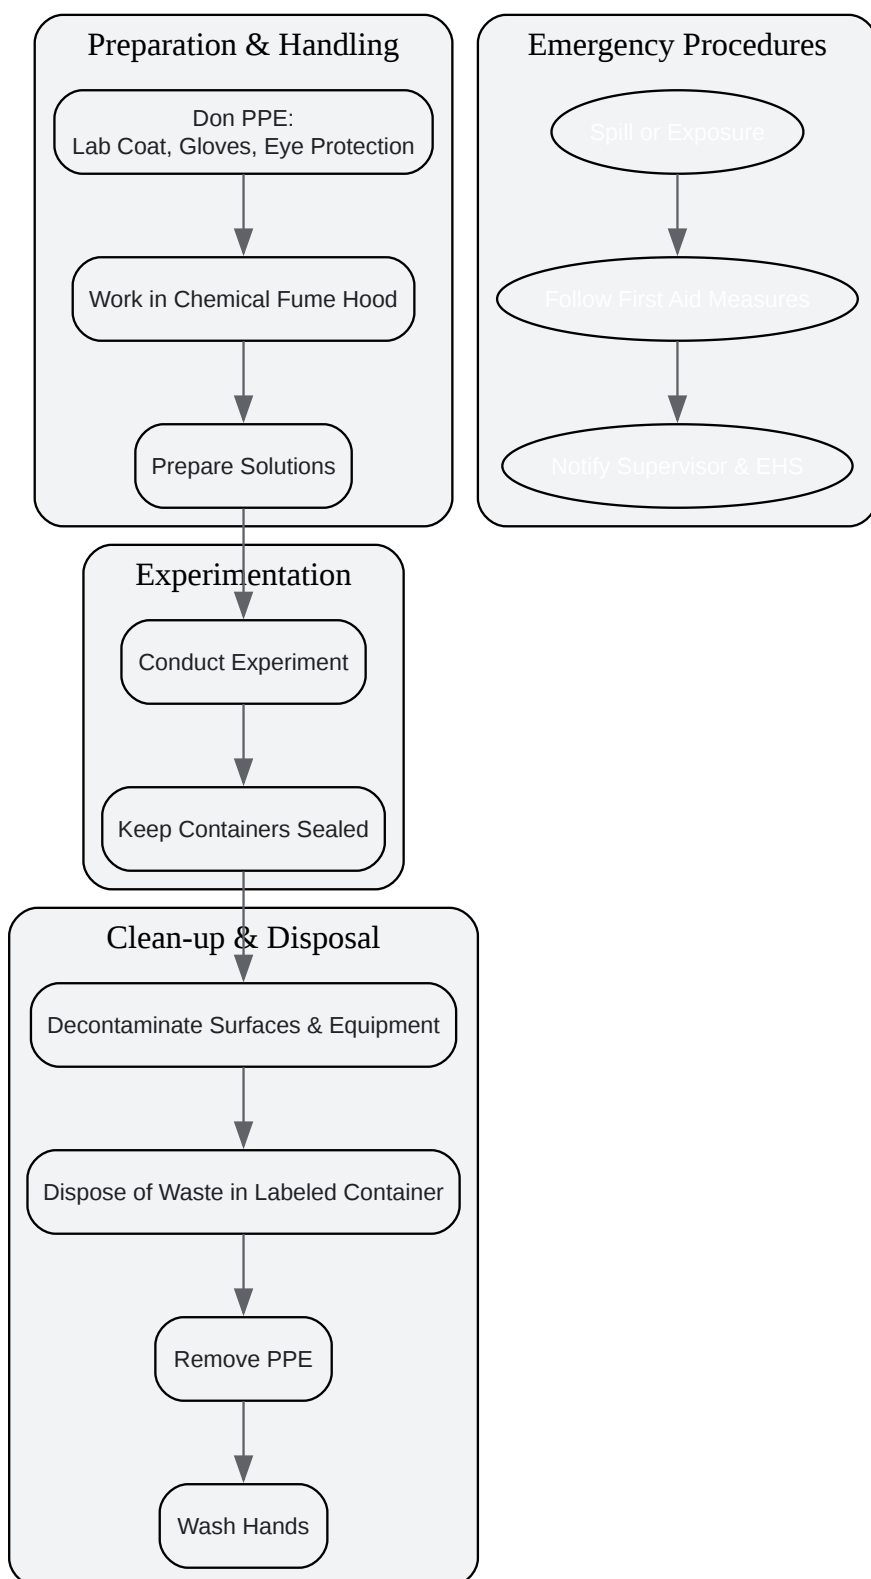 Preparation & Handling
Don PPE:
Lab Coat, Gloves, Eye Protection
Work in Chemical Fume Hood
Prepare Solutions
Emergency Procedures
Spill or Exposure
Follow First Aid Measures
Notify Supervisor & EHS
Experimentation
Conduct Experiment
Keep Containers Sealed
Clean-up & Disposal
Decontaminate Surfaces & Equipment
Dispose of Waste in Labeled Container
Remove PPE
Wash Hands